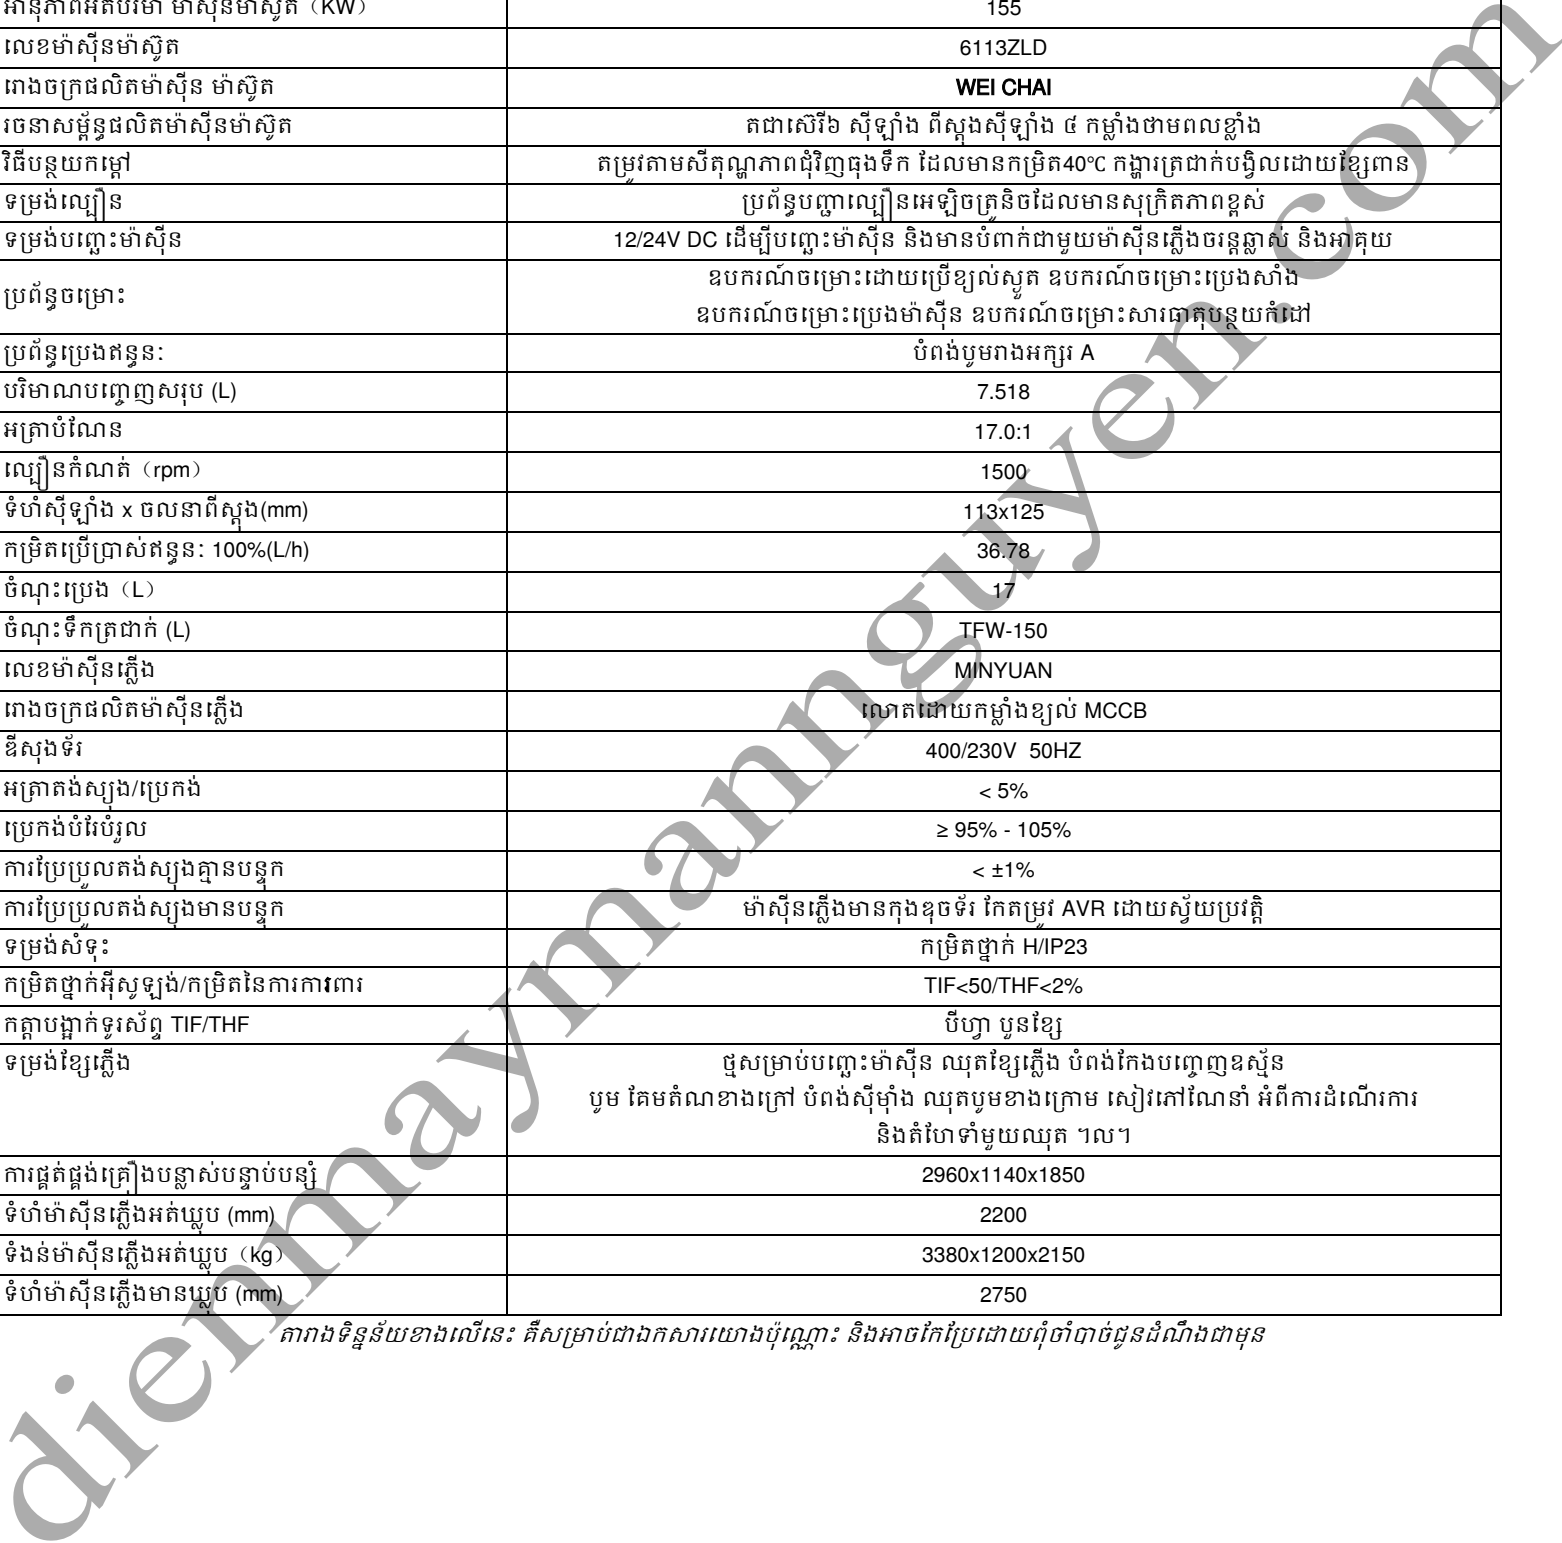 អានុភាពអតិបរមា ម៉ាស៊ីនម៉ាស៊ូត（KW） 155
លេខម៉ាស៊ីនម៉ាស៊ូត 6113ZLD
រោងចក្រផលិតម៉ាស៊ីន ម៉ាស៊ូត WEI CHAI
រចនាសម្ព័ន្ធផលិតម៉ាស៊ីនម៉ាស៊ូត តជាស៊េរី៦ ស៊ីឡាំង ពីស្តុងស៊ីឡាំង ៤ កម្លាំងថាមពលខ្លាំង
វិធីបន្ថយកម្តៅ តម្រូវតាមសីតុណ្ហភាពជុំវិញធុងទឹក ដែលមានកម្រិត40℃ កង្ហារត្រជាក់បង្វិលដោយខ្សែពាន
ទម្រង់ល្បឿន ប្រព័ន្ធបញ្ជាល្បឿនអេឡិចត្រូនិចដែលមានសុក្រិតភាពខ្ពស់
ទម្រង់បញ្ឆេះម៉ាស៊ីន 12/24V DC ដើម្បីបញ្ឆេះម៉ាស៊ីន និងមានបំពាក់ជាមួយម៉ាស៊ីនភ្លើងចរន្តឆ្លាស់ និងអាគុយ
ប្រព័ន្ធចម្រោះ ឧបករណ៍ចម្រោះដោយប្រើខ្យល់ស្ងួត ឧបករណ៍ចម្រោះប្រេងសាំង
ឧបករណ៍ចម្រោះប្រេងម៉ាស៊ីន ឧបករណ៍ចម្រោះសារធាតុបន្ថយកំដៅ
ប្រព័ន្ធប្រេងឥន្ធនៈ បំពង់បូមរាងអក្សរ A
បរិមាណបញ្ចេញសរុប (L) 7.518
អត្រាបំណែន 17.0:1
ល្បឿនកំណត់（rpm） 1500
ទំហំស៊ីឡាំង x ចលនាពីស្តុង(mm) 113x125
កម្រិតប្រើប្រាស់ឥន្ធនៈ 100%(L/h) 36.78
ចំណុះប្រេង（L） 17
ចំណុះទឹកត្រជាក់ (L) TFW-150
លេខម៉ាស៊ីនភ្លើង MINYUAN
រោងចក្រផលិតម៉ាស៊ីនភ្លើង លោតដោយកម្លាំងខ្យល់ MCCB
ឌីសុងទ័រ 400/230V 50HZ
អត្រាតង់ស្យុង/ប្រេកង់ < 5%
ប្រេកង់បំរែបំរួល ≥ 95% - 105%
ការប្រែប្រួលតង់ស្យុងគ្មានបន្ទុក < ±1%
ការប្រែប្រួលតង់ស្យុងមានបន្ទុក ម៉ាស៊ីនភ្លើងមានកុងឌុចទ័រ កែតម្រូវ AVR ដោយស្វ័យប្រវត្តិ
ទម្រង់សំទុះ កម្រិតថ្នាក់ H/IP23
កម្រិតថ្នាក់អ៊ីសូឡង់/កម្រិតនៃការការពារ TIF<50/THF<2%
កត្តាបង្អាក់ទូរស័ព្ទ TIF/THF បីហ្វា បួនខ្សែ
ទម្រង់ខ្សែភ្លើង ថ្មសម្រាប់បញ្ឆេះម៉ាស៊ីន ឈុតខ្សែភ្លើង បំពង់កែងបញ្ចេញឧស្ម័ន
បូម គែមតំណខាងក្រៅ បំពង់ស៊ីម៉ាំង ឈុតបូមខាងក្រោម សៀវភៅណែនាំ អំពីការដំណើរការ
និងតំហែទាំមួយឈុត ។ល។
ការផ្គត់ផ្គង់គ្រឿងបន្លាស់បន្ទាប់បន្សំ 2960x1140x1850
ទំហំម៉ាស៊ីនភ្លើងអត់ឃ្លុប (mm) 2200
ទំងន់ម៉ាស៊ីនភ្លើងអត់ឃ្លុប（kg） 3380x1200x2150
ទំហំម៉ាស៊ីនភ្លើងមានឃ្លុប (mm) 2750
តារាងទិន្នន័យខាងលើនេះ គឺសម្រាប់ជាឯកសារយោងប៉ុណ្ណោះ និងអាចកែប្រែដោយពុំចាំបាច់ជូនដំណឹងជាមុន
dienmaymannguyen.com